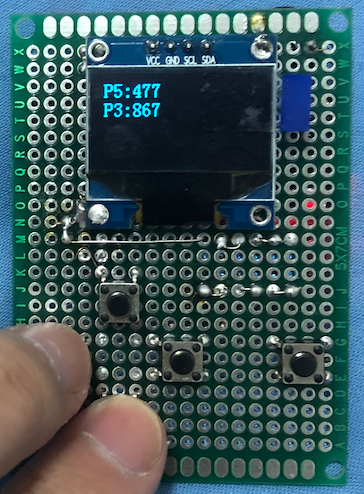 VCC GND SCL SDA
P5:477
P3:867
X X
W W
V V
U U
T T
S S
R R
Q Q
P P
O O
N N
M M
L L
K K
J J
I
H
5X7CM
D
C
B
A